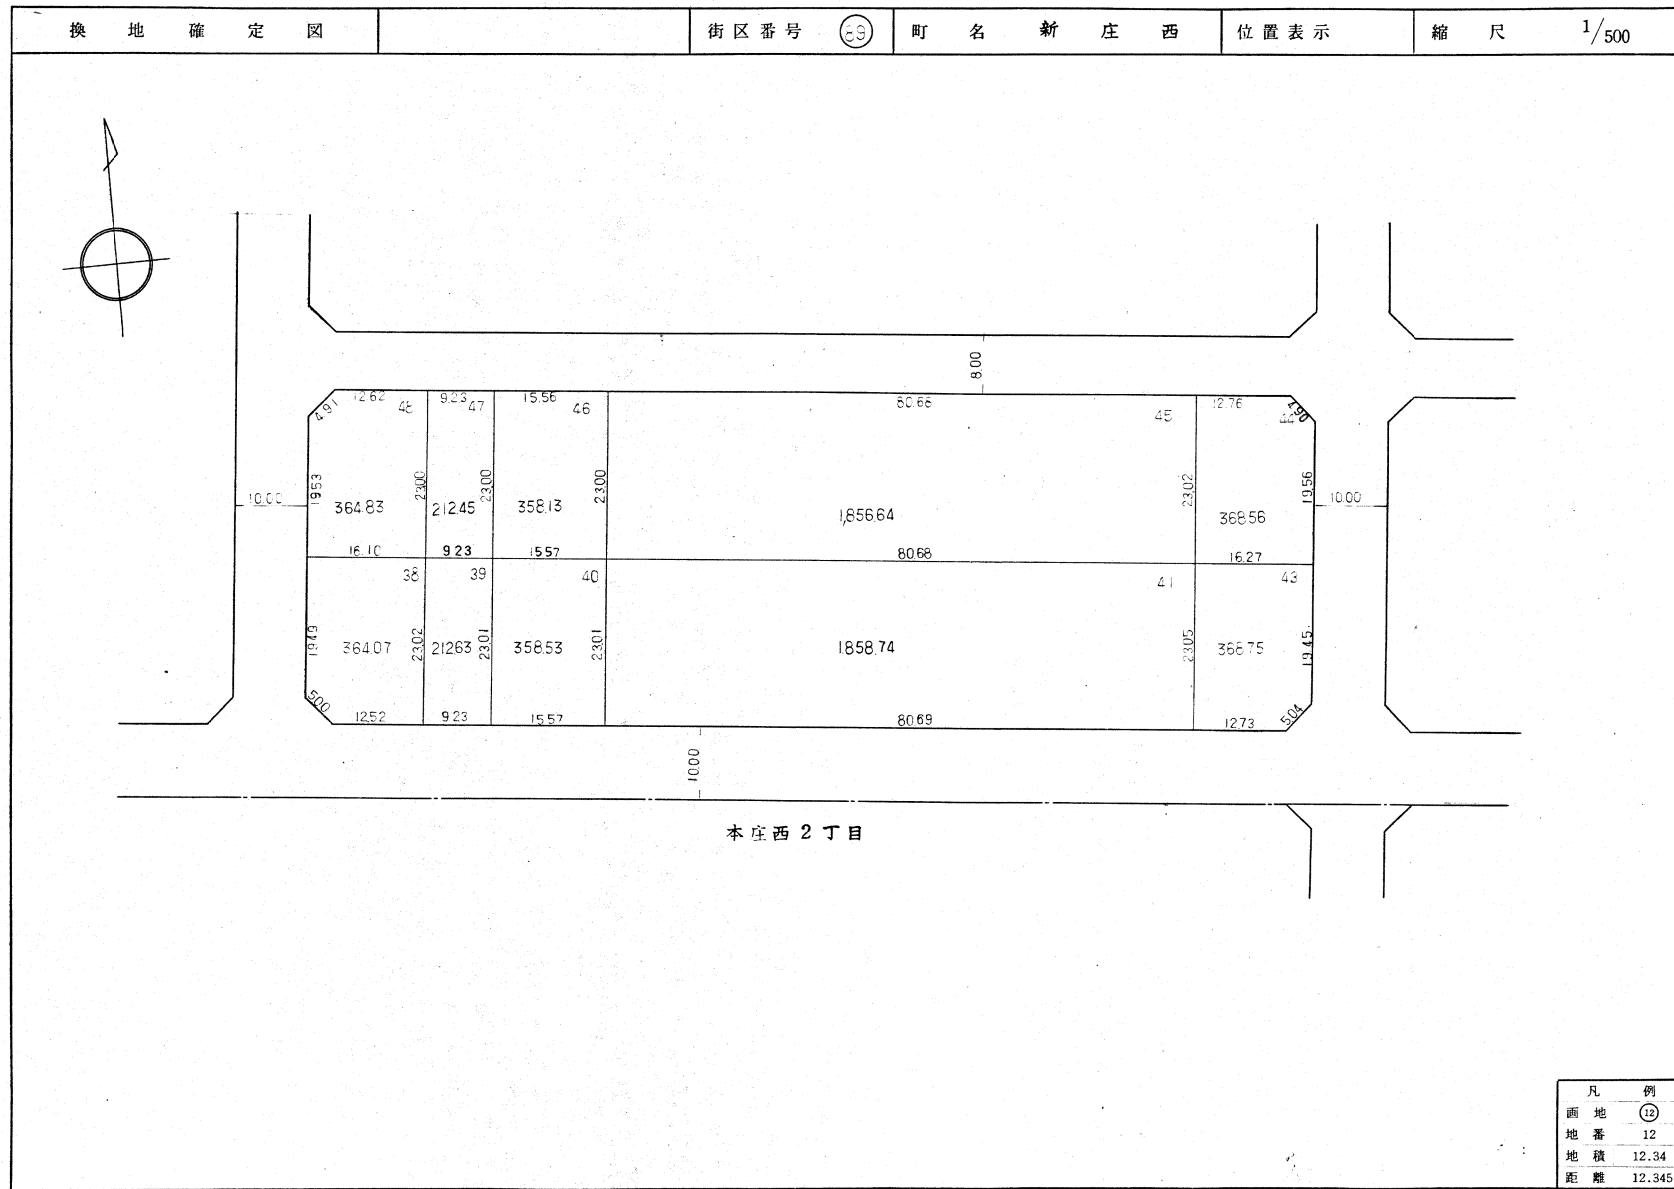 換地確定図 街区番号 89 町名 新庄西 位置表示 縮尺 1/500
8.00
4.91 12.62 48 9.23 47 15.56 46 80.68 45 12.76 4.90
19.53 23.00 23.00 23.00 23.02 19.56
10.00 364.83 212.45 358.13 1,856.64 368.56 10.00
16.10 9.23 15.57 80.68 16.27
38 39 40 41 43
19.49 364.07 23.02 212.63 23.01 358.53 23.01 1858.74 23.05 368.75 19.45
5.00 12.52 9.23 15.57 80.69 12.73 5.04
10.00
本庄西2丁目
凡例
画地 12
地番 12
地積 12.34
距離 12.345